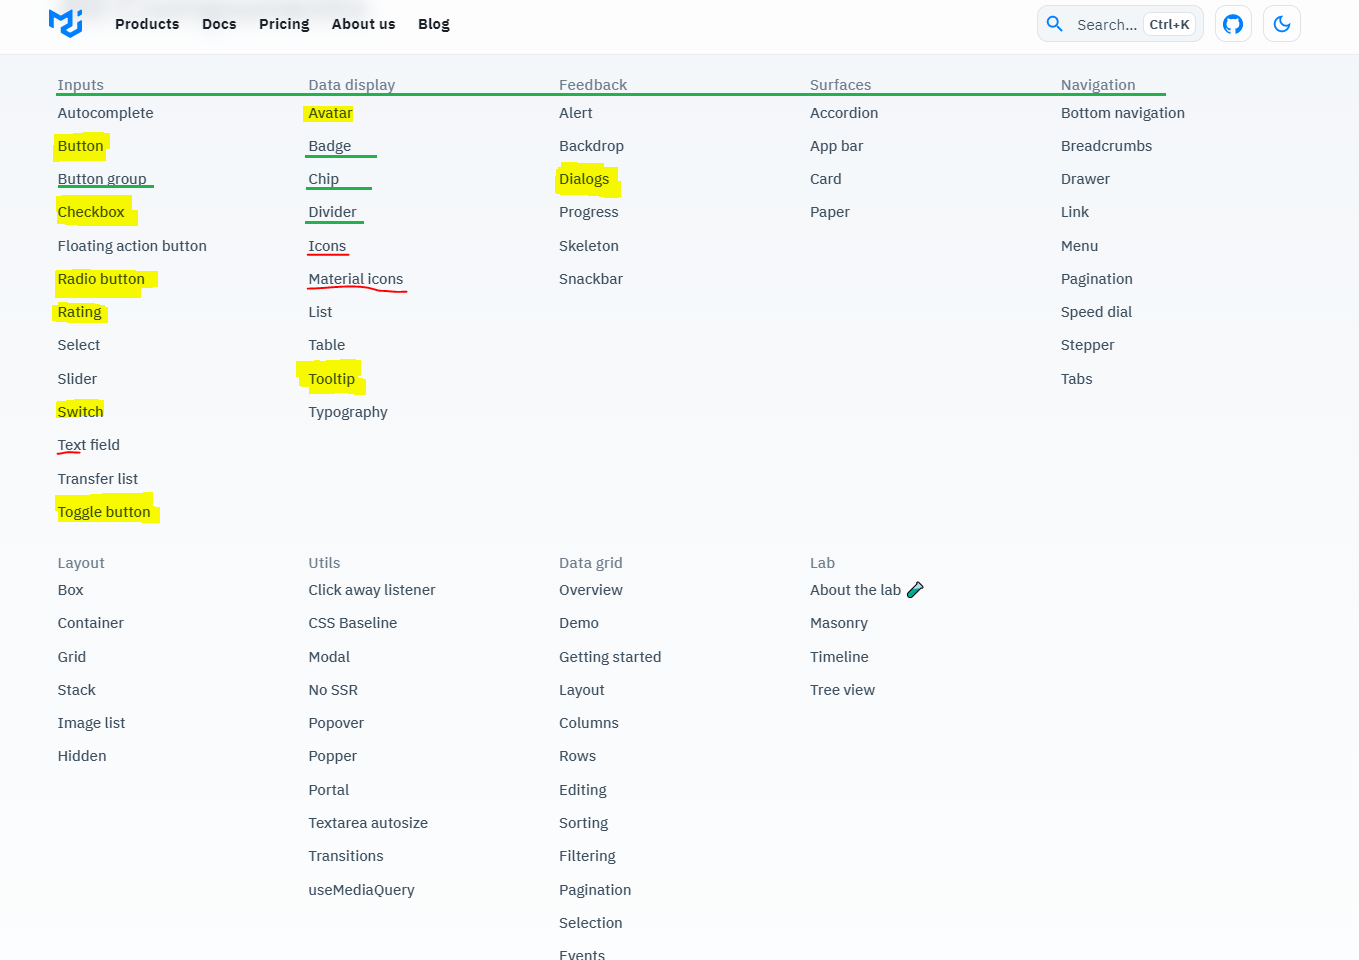 Products Docs Pricing About us Blog Search... Ctrl+K
Inputs
Autocomplete
Button
Button group
Checkbox
Floating action button
Radio button
Rating
Select
Slider
Switch
Text field
Transfer list
Toggle button
Data display
Avatar
Badge
Chip
Divider
Icons
Material icons
List
Table
Tooltip
Typography
Feedback
Alert
Backdrop
Dialogs
Progress
Skeleton
Snackbar
Surfaces
Accordion
App bar
Card
Paper
Navigation
Bottom navigation
Breadcrumbs
Drawer
Link
Menu
Pagination
Speed dial
Stepper
Tabs
Layout
Box
Container
Grid
Stack
Image list
Hidden
Utils
Click away listener
CSS Baseline
Modal
No SSR
Popover
Popper
Portal
Textarea autosize
Transitions
useMediaQuery
Data grid
Overview
Demo
Getting started
Layout
Columns
Rows
Editing
Sorting
Filtering
Pagination
Selection
Events
Lab
About the lab
Masonry
Timeline
Tree view